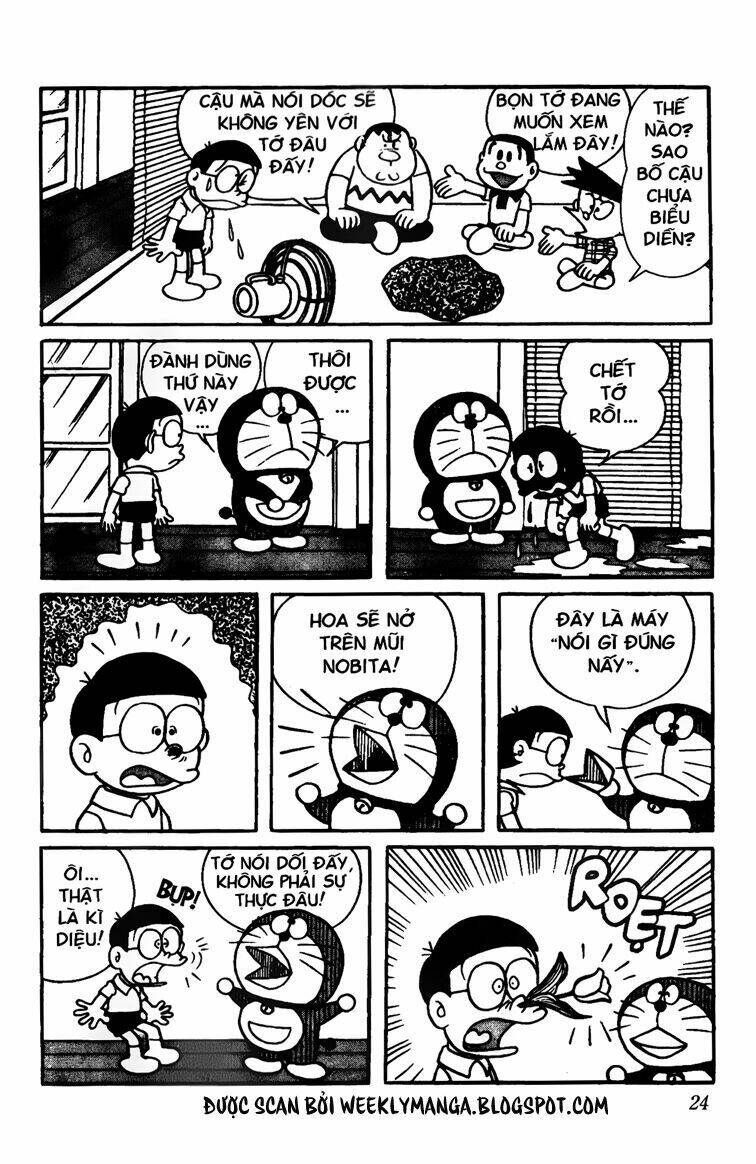 CẬU MÀ NÓI DÓC SẼ
KHÔNG YÊN VỚI
TỚ ĐÂU
ĐẤY!
BỌN TỚ ĐANG
MUỐN XEM
LẮM ĐÂY!
THẾ
NÀO?
SAO
BỐ CẬU
CHƯA
BIỂU
DIỄN?
ĐÀNH DÙNG
THỨ NÀY
VẬY
...
THÔI
ĐƯỢC
...
CHẾT
TỚ
RỒI...
HOA SẼ NỞ
TRÊN MŨI
NOBITA!
ĐÂY LÀ MÁY
“NÓI GÌ ĐÚNG
NẤY”.
ÔI...
THẬT
LÀ KÌ
DIỆU!
BỤP!
TỚ NÓI DỐI ĐẤY,
KHÔNG PHẢI SỰ
THỰC ĐÂU!
ROẸT
ĐƯỢC SCAN BỞI WEEKLYMANGA.BLOGSPOT.COM
24